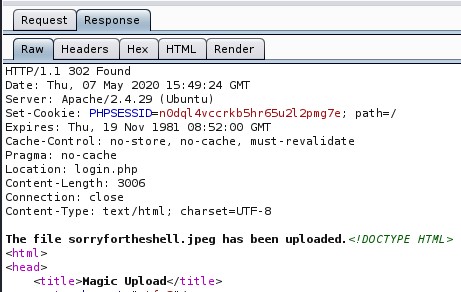 Request Response
Raw Headers Hex HTML Render
HTTP/1.1 302 Found
Date: Thu, 07 May 2020 15:49:24 GMT
Server: Apache/2.4.29 (Ubuntu)
Set-Cookie: PHPSESSID=n0dql4vccrkb5hr65u2l2pmg7e; path=/
Expires: Thu, 19 Nov 1981 08:52:00 GMT
Cache-Control: no-store, no-cache, must-revalidate
Pragma: no-cache
Location: login.php
Content-Length: 3006
Connection: close
Content-Type: text/html; charset=UTF-8
The file sorryfortheshell.jpeg has been uploaded.<!DOCTYPE HTML>
<html>
<head>
<title>Magic Upload</title>